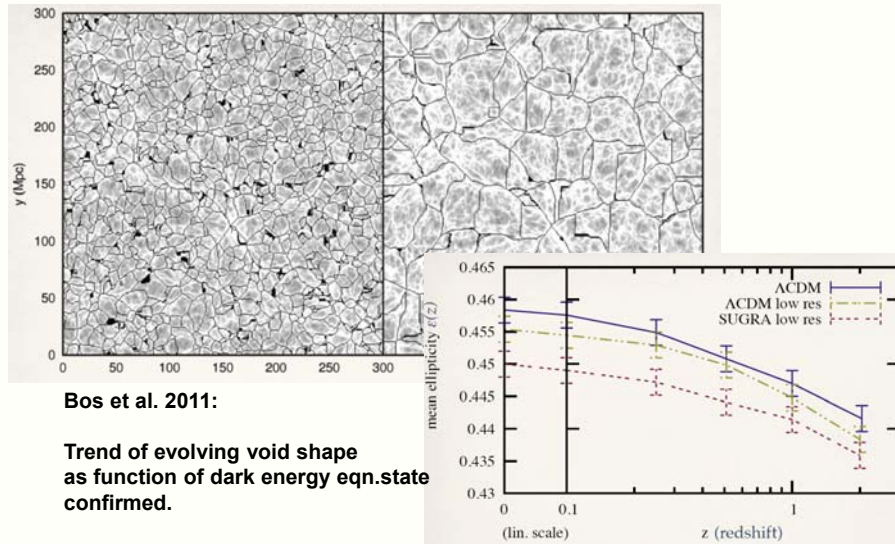 300
250
200
150
100
50
0
y (Mpc)
0 50 100 150 200 250 300
Bos et al. 2011:
Trend of evolving void shape
as function of dark energy eqn.state
confirmed.
0.465
0.46
0.455
0.45
0.445
0.44
0.435
0.43
mean ellipticity ε(z)
ΛCDM
ΛCDM low res
SUGRA low res
0 0.1 1
(lin. scale) z (redshift)